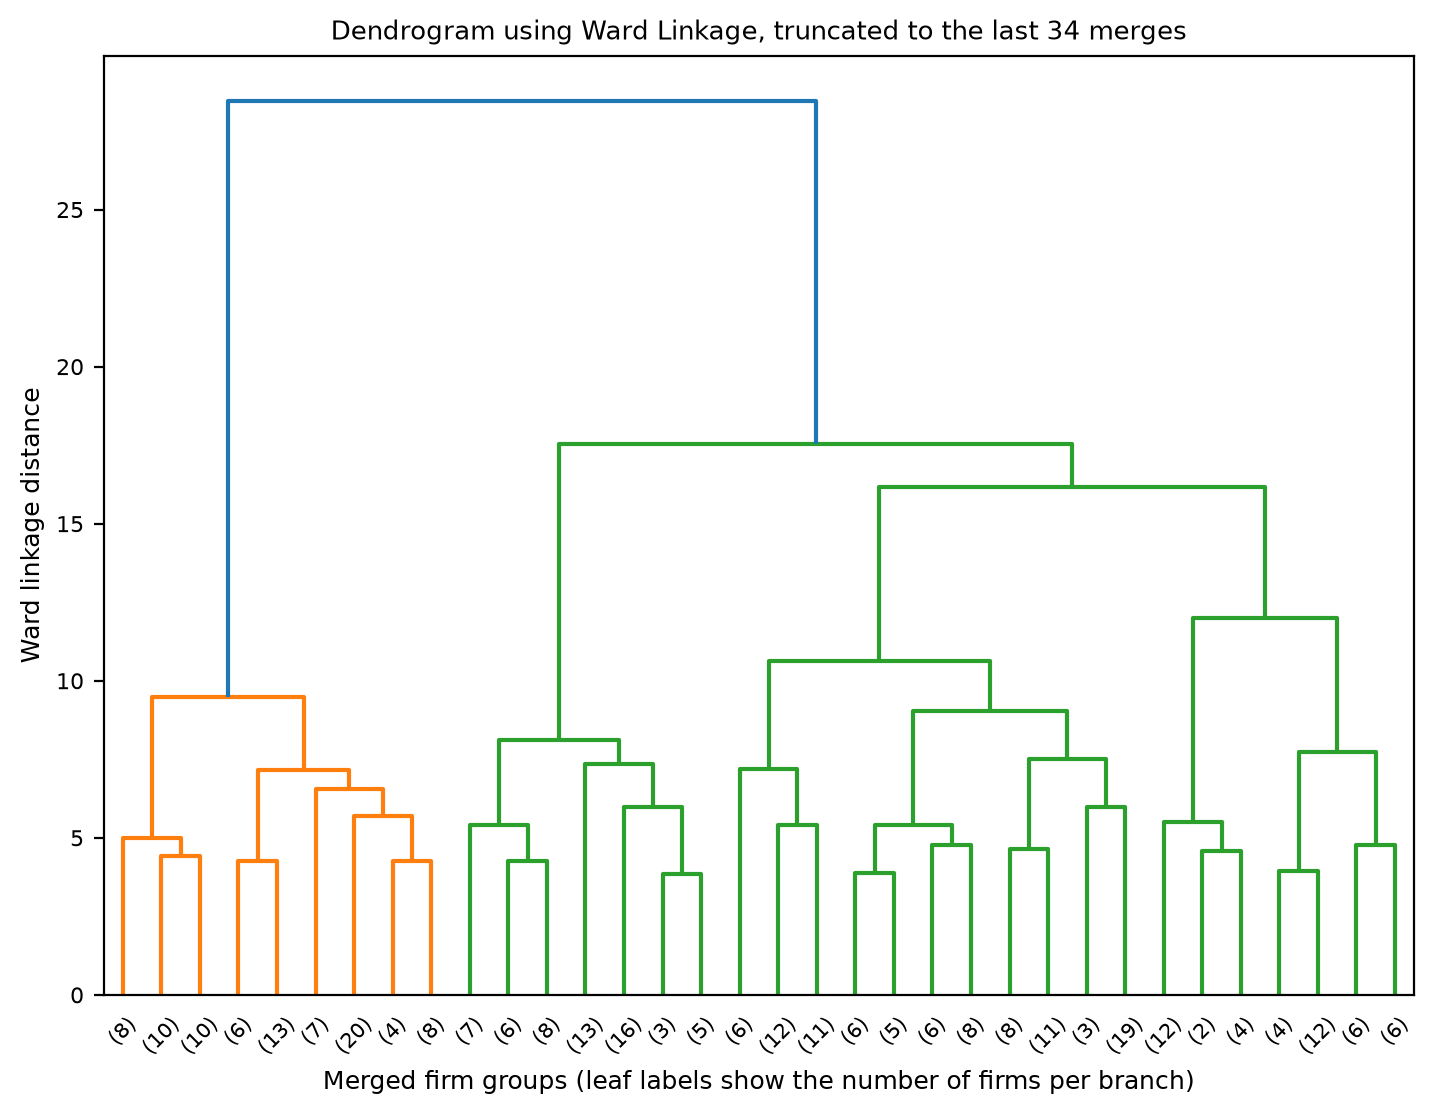 Dendrogram using Ward Linkage, truncated to the last 34 merges
Ward linkage distance
25
20
15
10
5
0
(8) (10) (10) (6) (13) (7) (20) (4) (8) (7) (6) (8) (13) (16) (3) (5) (6) (12) (11) (6) (5) (6) (8) (8) (11) (3) (19) (12) (2) (4) (4) (12) (6) (6)
Merged firm groups (leaf labels show the number of firms per branch)